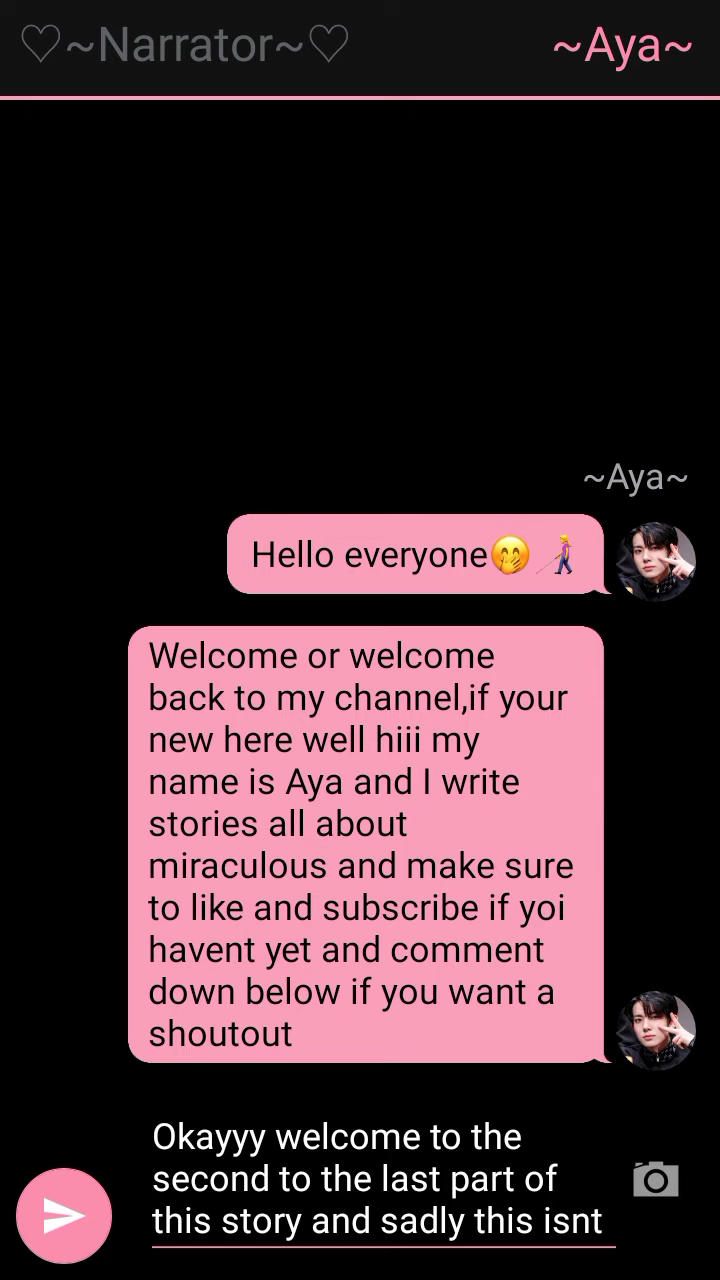 ♡~Narrator~♡ ~Aya~
~Aya~
Hello everyone🤭👩‍🦯
Welcome or welcome
back to my channel,if your
new here well hiii my
name is Aya and I write
stories all about
miraculous and make sure
to like and subscribe if yoi
havent yet and comment
down below if you want a
shoutout
Okayyy welcome to the
second to the last part of
this story and sadly this isnt